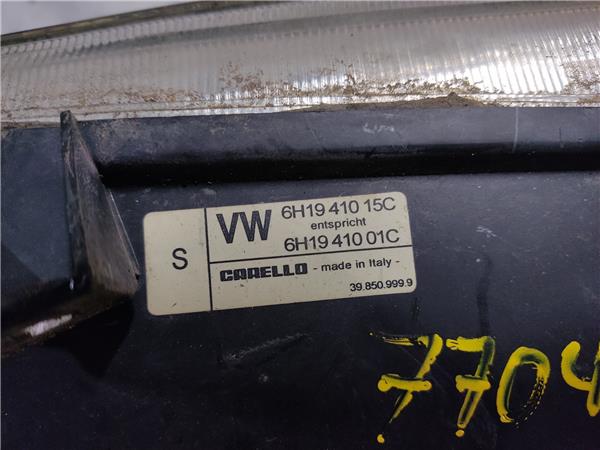 S
VW
6H19 410 15C
entspricht
6H19 410 01C
CARELLO - made in Italy -
39.850.999.9
7704